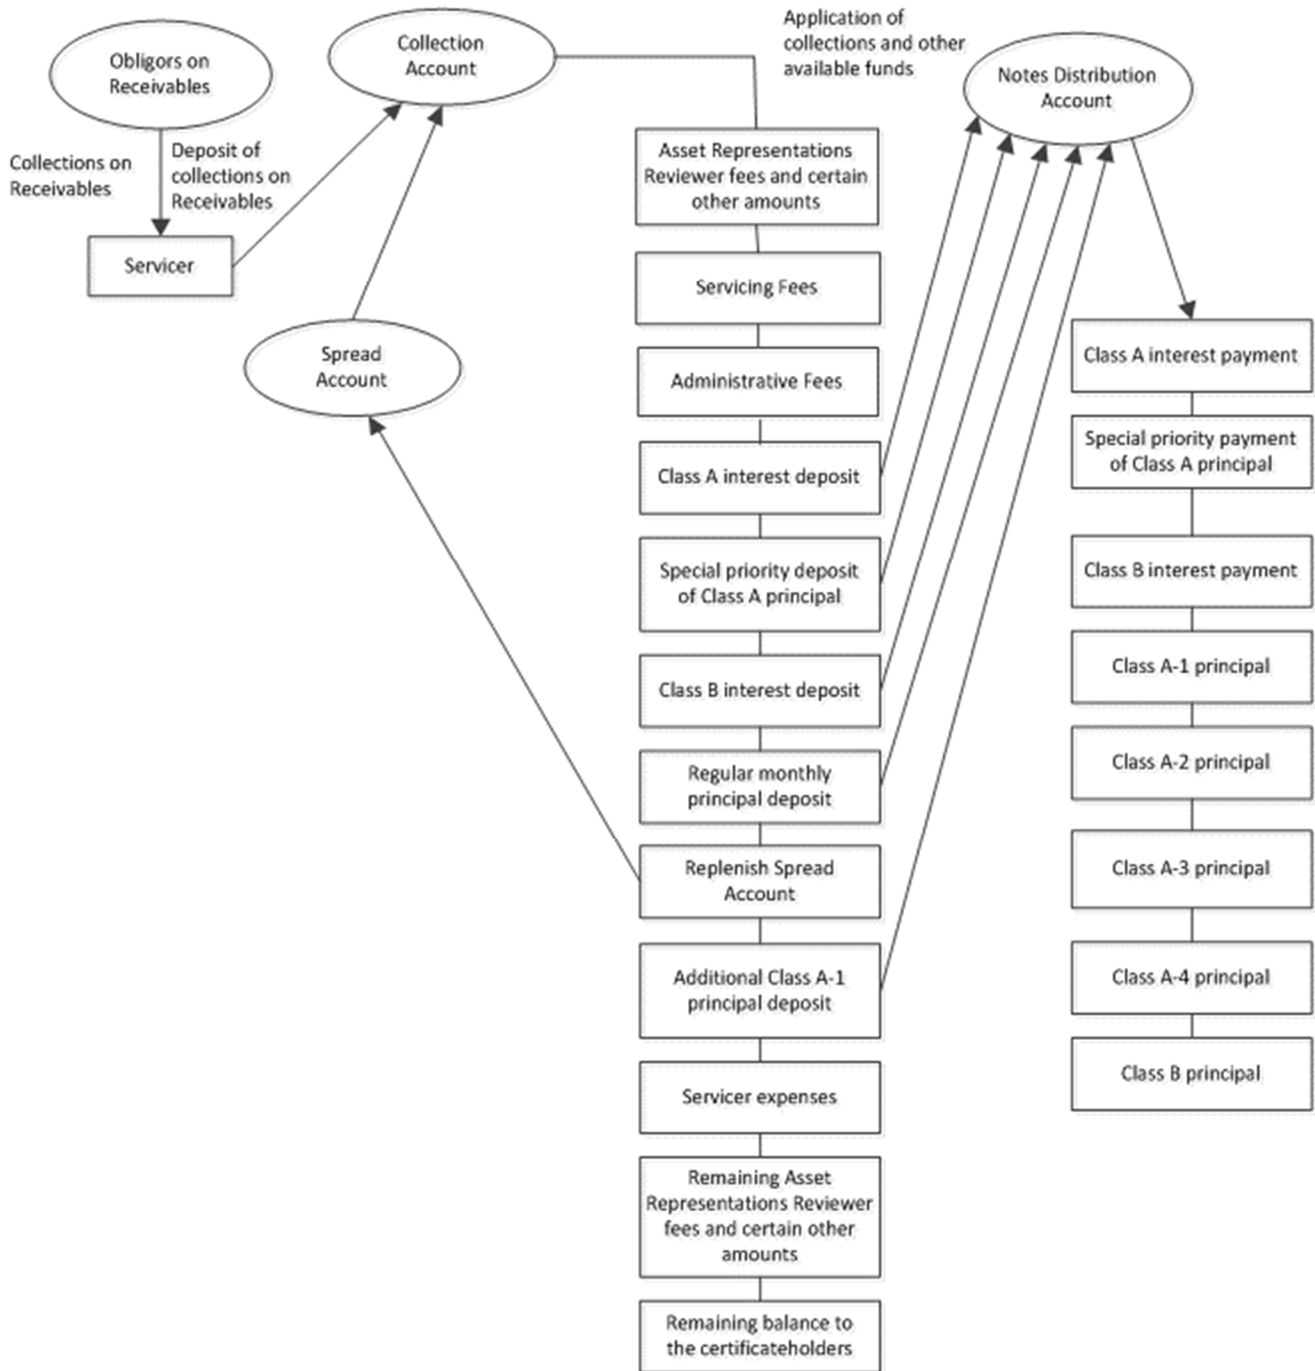 Obligors on
Receivables
Collections on
Receivables
Deposit of
collections on
Receivables
Servicer
Collection
Account
Spread
Account
Application of
collections and other
available funds
Asset Representations
Reviewer fees and certain
other amounts
Servicing Fees
Administrative Fees
Class A interest deposit
Special priority deposit
of Class A principal
Class B interest deposit
Regular monthly
principal deposit
Replenish Spread
Account
Additional Class A-1
principal deposit
Servicer expenses
Remaining Asset
Representations Reviewer
fees and certain other
amounts
Remaining balance to
the certificateholders
Notes Distribution
Account
Class A interest payment
Special priority payment
of Class A principal
Class B interest payment
Class A-1 principal
Class A-2 principal
Class A-3 principal
Class A-4 principal
Class B principal